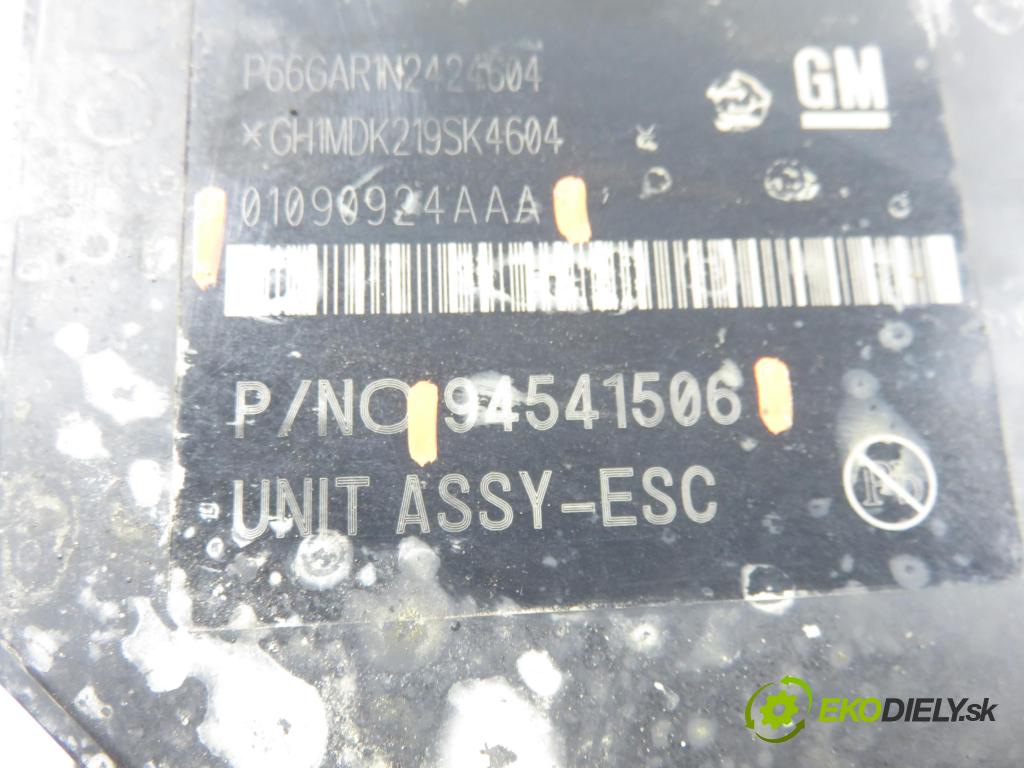 P66GAR1N2424604
GM
*GH1MDK219SK4604
01090924AAA
P/NO 94541506
UNIT ASSY-ESC
Pb
EKODIELY.sk